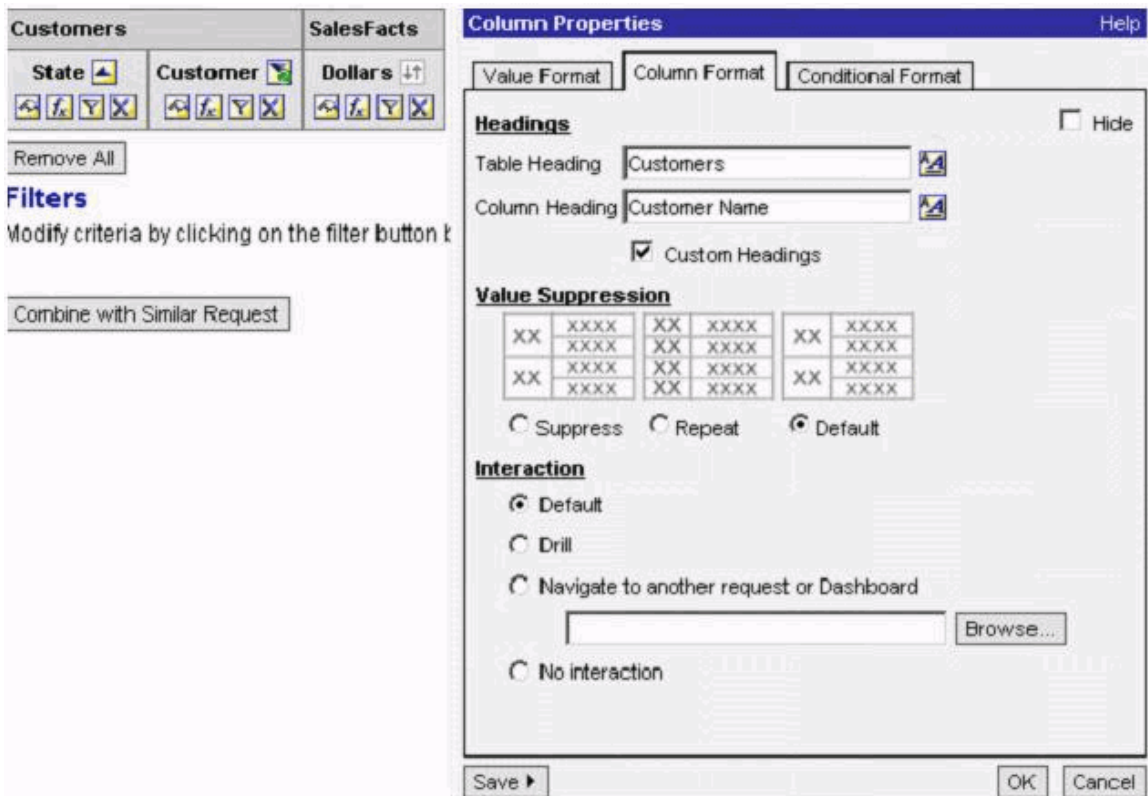 Customers SalesFacts
State Customer Dollars
fx fx fx
Remove All
Filters
Modify criteria by clicking on the filter button b
Combine with Similar Request
Column Properties Help
Value Format Column Format Conditional Format
Headings Hide
Table Heading Customers
Column Heading Customer Name
Custom Headings
Value Suppression
XX XXXX XX XXXX XX XXXX
XXXX XX XXXX XXXX
XX XXXX XX XXXX XX XXXX
XXXX XX XXXX XXXX
Suppress Repeat Default
Interaction
Default
Drill
Navigate to another request or Dashboard
Browse...
No interaction
Save OK Cancel